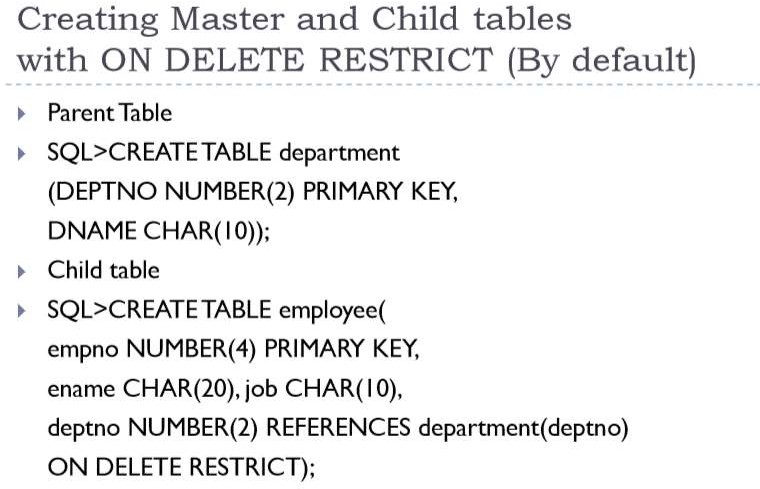 Creating Master and Child tables
with ON DELETE RESTRICT (By default)
Parent Table
SQL>CREATE TABLE department
(DEPTNO NUMBER(2) PRIMARY KEY,
DNAME CHAR(10));
Child table
SQL>CREATE TABLE employee(
empno NUMBER(4) PRIMARY KEY,
ename CHAR(20), job CHAR(10),
deptno NUMBER(2) REFERENCES department(deptno)
ON DELETE RESTRICT);